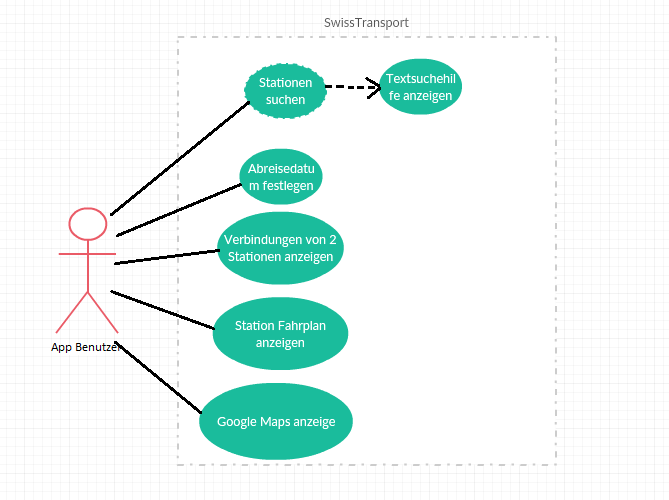 SwissTransport
Stationen
suchen
Textsuchehil
fe anzeigen
Abreisedatu
m festlegen
Verbindungen von 2
Stationen anzeigen
Station Fahrplan
anzeigen
App Benutzer
Google Maps anzeige